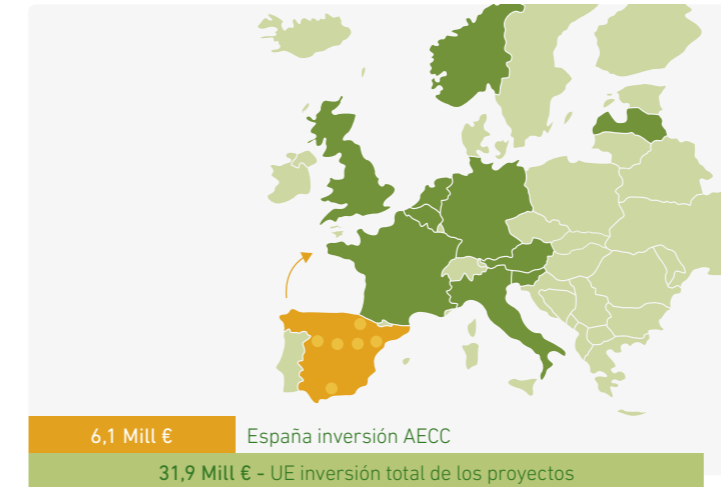 6,1 Mill € España inversión AECC
31,9 Mill € - UE inversión total de los proyectos